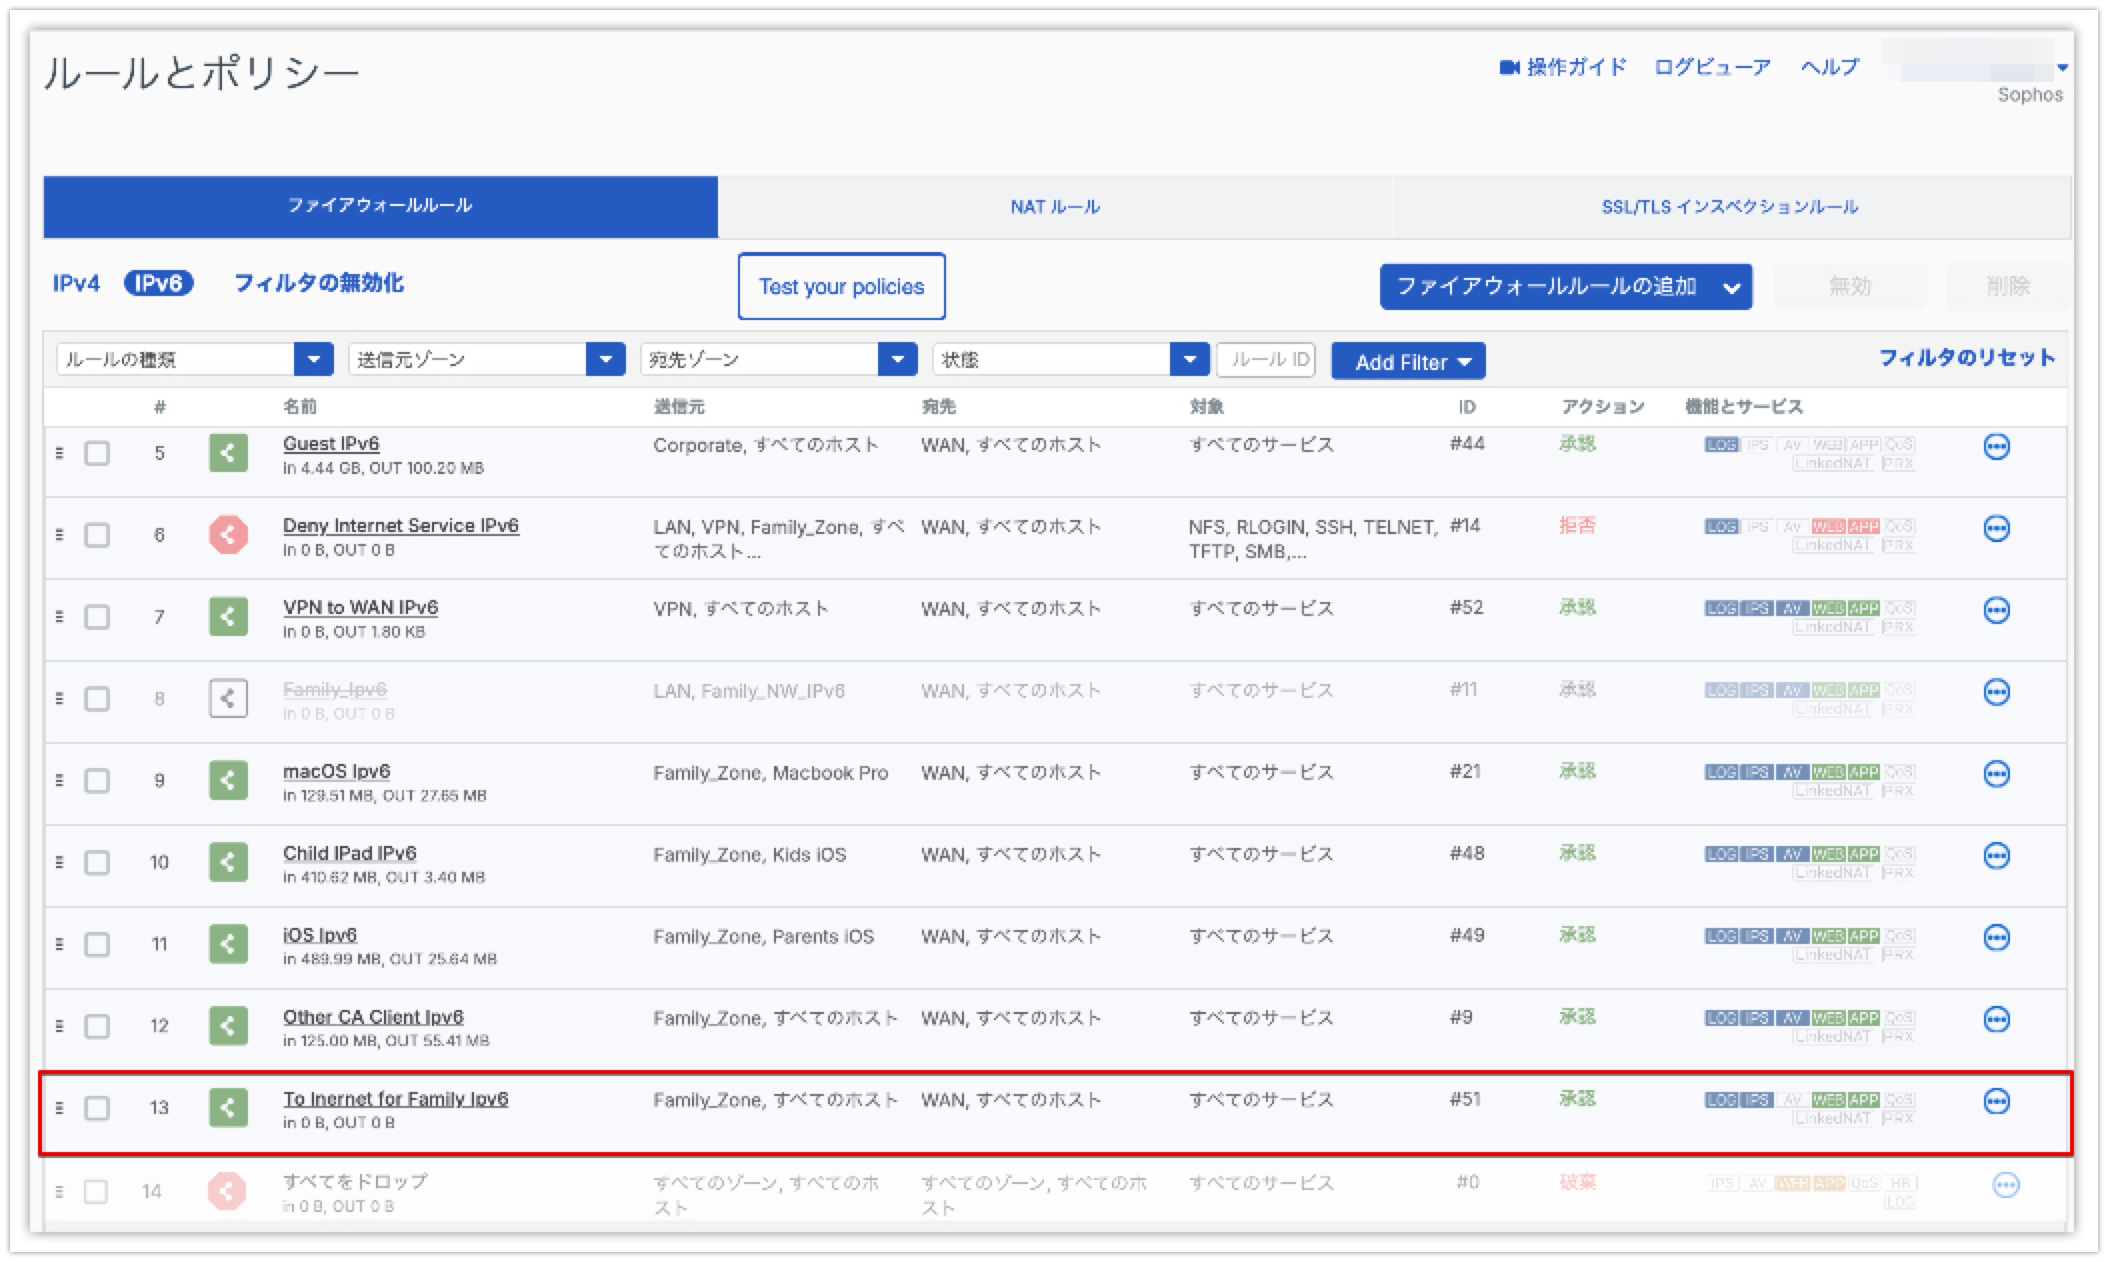 ルールとポリシー
操作ガイド ログビューア ヘルプ
Sophos
ファイアウォールルール NAT ルール SSL/TLS インスペクションルール
IPv4 IPv6 フィルタの無効化 Test your policies ファイアウォールルールの追加 無効 削除
ルールの種類 送信元ゾーン 宛先ゾーン 状態 ルール ID Add Filter フィルタのリセット
# 名前 送信元 宛先 対象 ID アクション 機能とサービス
5 Guest IPv6 Corporate, すべてのホスト WAN, すべてのホスト すべてのサービス #44 承認 LOG IPS AV WEB APP QoS
in 4.44 GB, OUT 100.20 MB LinkedNAT PRX
6 Deny Internet Service IPv6 LAN, VPN, Family_Zone, すべ WAN, すべてのホスト NFS, RLOGIN, SSH, TELNET, #14 拒否 LOG IPS AV WEB APP QoS
in 0 B, OUT 0 B てのホスト... TFTP, SMB,... LinkedNAT PRX
7 VPN to WAN IPv6 VPN, すべてのホスト WAN, すべてのホスト すべてのサービス #52 承認 LOG IPS AV WEB APP QoS
in 0 B, OUT 1.80 KB LinkedNAT PRX
8 Family_Ipv6 LAN, Family_NW_IPv6 WAN, すべてのホスト すべてのサービス #11 承認 LOG IPS AV WEB APP QoS
in 0 B, OUT 0 B LinkedNAT PRX
9 macOS Ipv6 Family_Zone, Macbook Pro WAN, すべてのホスト すべてのサービス #21 承認 LOG IPS AV WEB APP QoS
in 129.51 MB, OUT 27.65 MB LinkedNAT PRX
10 Child IPad IPv6 Family_Zone, Kids iOS WAN, すべてのホスト すべてのサービス #48 承認 LOG IPS AV WEB APP QoS
in 410.62 MB, OUT 3.40 MB LinkedNAT PRX
11 iOS Ipv6 Family_Zone, Parents iOS WAN, すべてのホスト すべてのサービス #49 承認 LOG IPS AV WEB APP QoS
in 489.99 MB, OUT 25.64 MB LinkedNAT PRX
12 Other CA Client Ipv6 Family_Zone, すべてのホスト WAN, すべてのホスト すべてのサービス #9 承認 LOG IPS AV WEB APP QoS
in 125.00 MB, OUT 55.41 MB LinkedNAT PRX
13 To Inernet for Family Ipv6 Family_Zone, すべてのホスト WAN, すべてのホスト すべてのサービス #51 承認 LOG IPS AV WEB APP QoS
in 0 B, OUT 0 B LinkedNAT PRX
14 すべてをドロップ すべてのゾーン, すべてのホ すべてのゾーン, すべてのホ すべてのサービス #0 破棄 IPS AV WEB APP QoS HB
in 0 B, OUT 0 B スト スト LOG